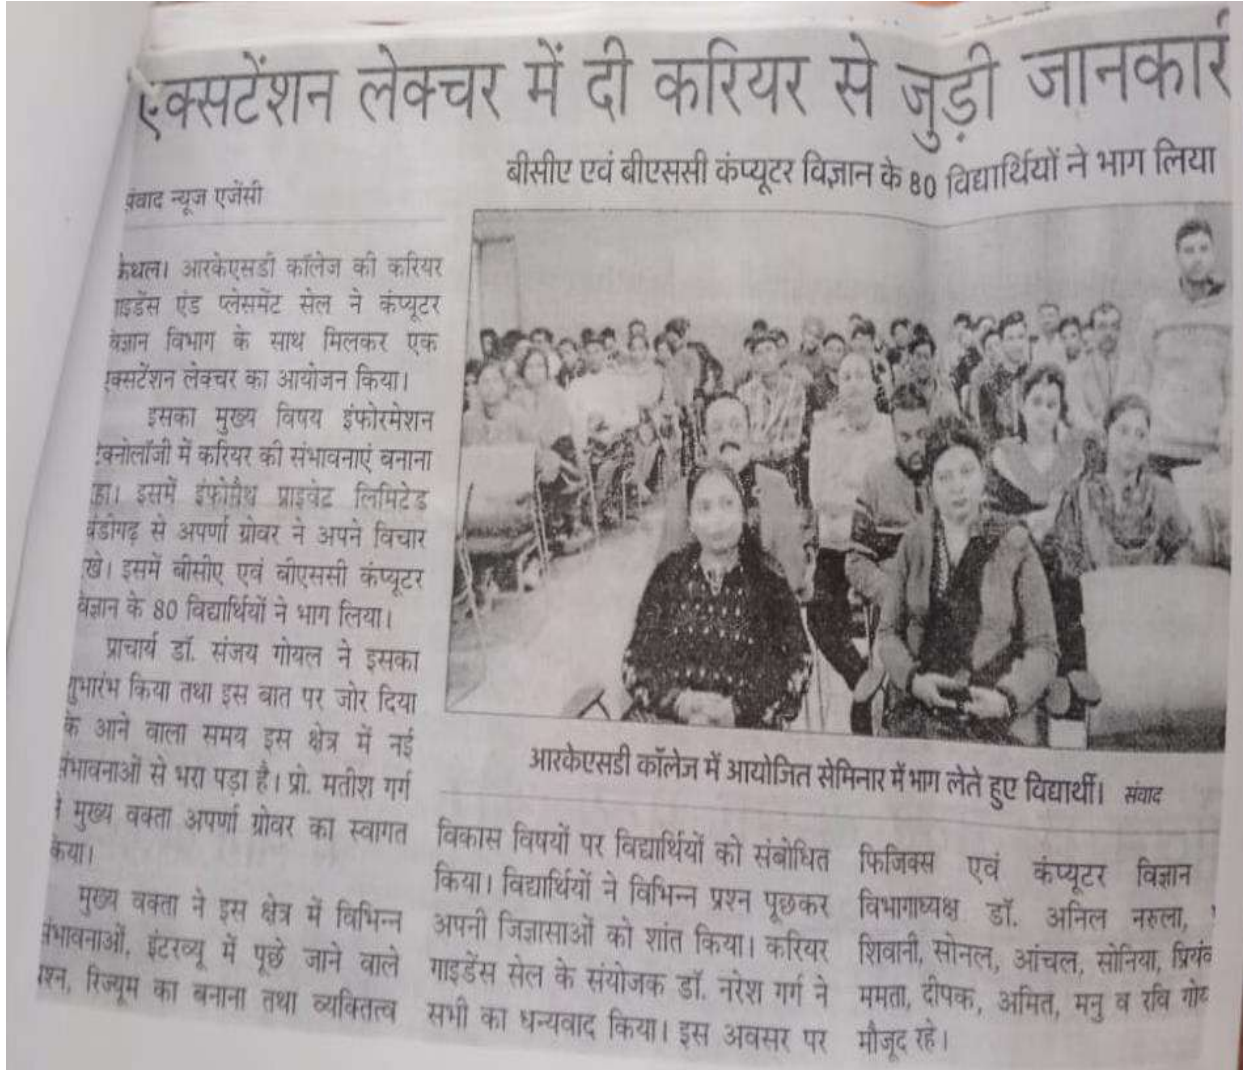 एक्सटेंशन लेक्चर में दी करियर से जुड़ी जानकारी
बीसीए एवं बीएससी कंप्यूटर विज्ञान के 80 विद्यार्थियों ने भाग लिया
संवाद न्यूज एजेंसी
कैथल। आरकेएसडी कॉलेज की करियर
गाइडेंस एंड प्लेसमेंट सेल ने कंप्यूटर
विज्ञान विभाग के साथ मिलकर एक
एक्सटेंशन लेक्चर का आयोजन किया।
इसका मुख्य विषय इंफोरमेशन
टेक्नोलॉजी में करियर की संभावनाएं बनाना
रहा। इसमें इंफोमैथ प्राइवेट लिमिटेड
चंडीगढ़ से अपर्णा ग्रोवर ने अपने विचार
रखे। इसमें बीसीए एवं बीएससी कंप्यूटर
विज्ञान के 80 विद्यार्थियों ने भाग लिया।
प्राचार्य डॉ. संजय गोयल ने इसका
शुभारंभ किया तथा इस बात पर जोर दिया
कि आने वाला समय इस क्षेत्र में नई
संभावनाओं से भरा पड़ा है। प्रो. मतीश गर्ग
ने मुख्य वक्ता अपर्णा ग्रोवर का स्वागत
किया।
मुख्य वक्ता ने इस क्षेत्र में विभिन्न
संभावनाओं, इंटरव्यू में पूछे जाने वाले
प्रश्न, रिज्यूम का बनाना तथा व्यक्तित्व
आरकेएसडी कॉलेज में आयोजित सेमिनार में भाग लेते हुए विद्यार्थी। संवाद
विकास विषयों पर विद्यार्थियों को संबोधित
किया। विद्यार्थियों ने विभिन्न प्रश्न पूछकर
अपनी जिज्ञासाओं को शांत किया। करियर
गाइडेंस सेल के संयोजक डॉ. नरेश गर्ग ने
सभी का धन्यवाद किया। इस अवसर पर
फिजिक्स एवं कंप्यूटर विज्ञान
विभागाध्यक्ष डॉ. अनिल नरुला,
शिवानी, सोनल, आंचल, सोनिया,
ममता, दीपक, अमित, मनु व रवि
मौजूद रहे।